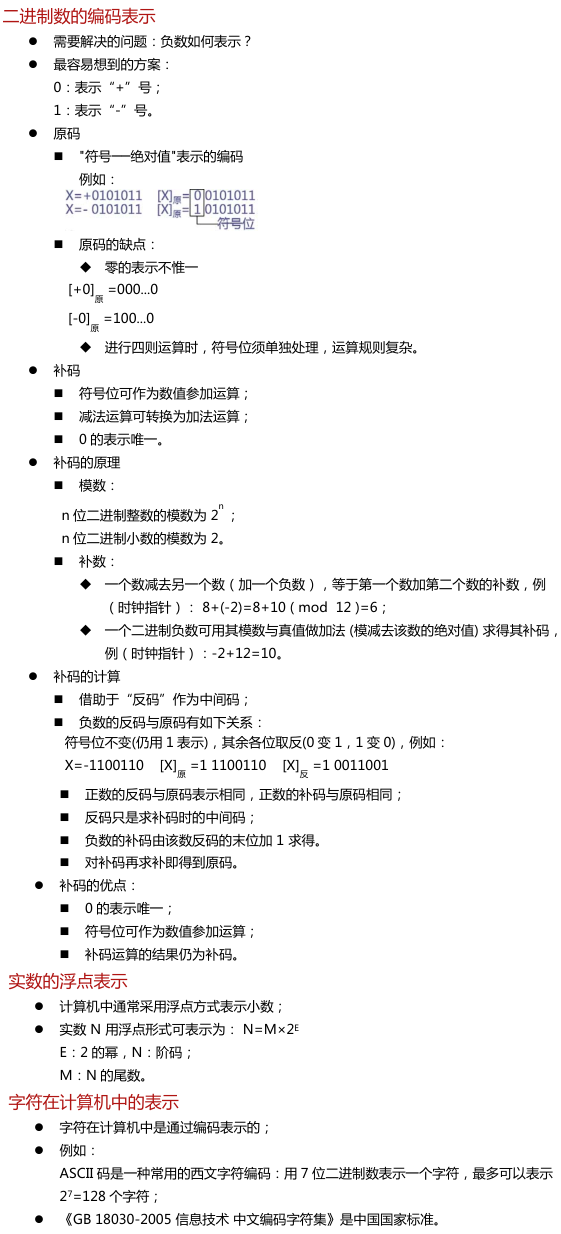 二进制数的编码表示
● 需要解决的问题：负数如何表示？
● 最容易想到的方案：
0：表示“+”号；
1：表示“-”号。
● 原码
■ "符号──绝对值"表示的编码
例如：
X=+0101011 [X]原= 0 0101011
X=- 0101011 [X]原= 1 0101011
符号位
■ 原码的缺点：
◆ 零的表示不惟一
[+0]原 =000...0
[-0]原 =100...0
◆ 进行四则运算时，符号位须单独处理，运算规则复杂。
● 补码
■ 符号位可作为数值参加运算；
■ 减法运算可转换为加法运算；
■ 0 的表示唯一。
● 补码的原理
■ 模数：
n 位二进制整数的模数为 2ⁿ ；
n 位二进制小数的模数为 2。
■ 补数：
◆ 一个数减去另一个数（加一个负数），等于第一个数加第二个数的补数，例
（时钟指针）： 8+(-2)=8+10 ( mod 12 )=6；
◆ 一个二进制负数可用其模数与真值做加法 (模减去该数的绝对值) 求得其补码，
例（时钟指针）：-2+12=10。
● 补码的计算
■ 借助于“反码”作为中间码；
■ 负数的反码与原码有如下关系：
符号位不变(仍用 1 表示)，其余各位取反(0 变 1，1 变 0)，例如：
X=-1100110 [X]原 =1 1100110 [X]反 =1 0011001
■ 正数的反码与原码表示相同，正数的补码与原码相同；
■ 反码只是求补码时的中间码；
■ 负数的补码由该数反码的末位加 1 求得。
■ 对补码再求补即得到原码。
● 补码的优点：
■ 0 的表示唯一；
■ 符号位可作为数值参加运算；
■ 补码运算的结果仍为补码。
实数的浮点表示
● 计算机中通常采用浮点方式表示小数；
● 实数 N 用浮点形式可表示为： N=M×2ᴱ
E：2 的幂，N：阶码；
M：N 的尾数。
字符在计算机中的表示
● 字符在计算机中是通过编码表示的；
● 例如：
ASCII 码是一种常用的西文字符编码：用 7 位二进制数表示一个字符，最多可以表示
2⁷=128 个字符；
● 《GB 18030-2005 信息技术 中文编码字符集》是中国国家标准。